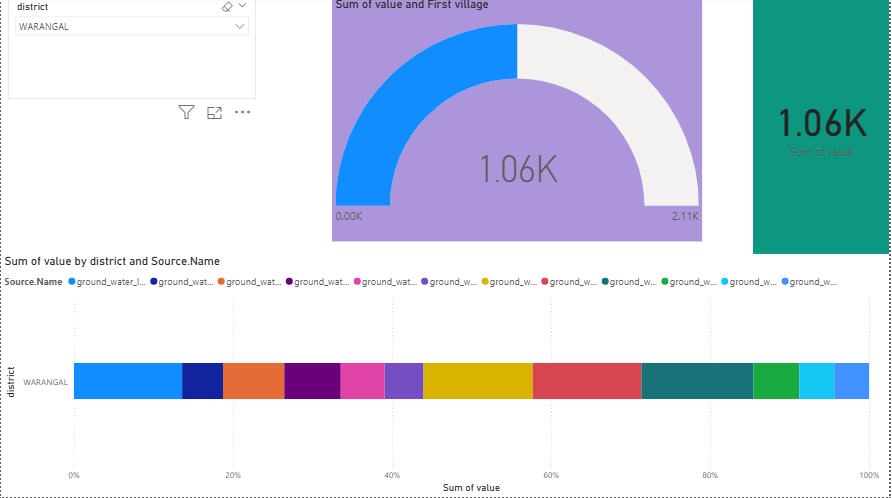 district
WARANGAL
Sum of value and First village
1.06K
0.00K
2.11K
1.06K
Sum of value
Sum of value by district and Source.Name
Source.Name ground_water_l... ground_wat... ground_wat... ground_wat... ground_wat... ground_w... ground_w... ground_w... ground_w... ground_w... ground_w... ground_w...
district
WARANGAL
0% 20% 40% 60% 80% 100%
Sum of value